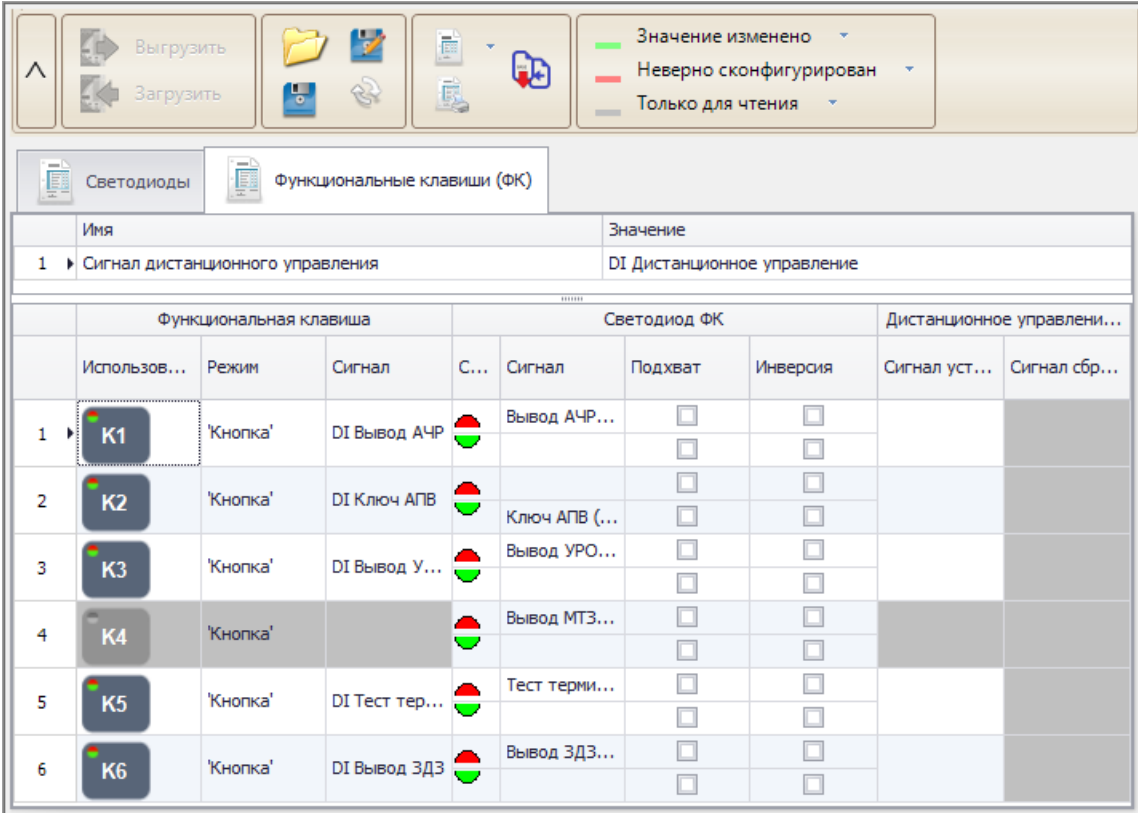 Выгрузить
Загрузить
Значение изменено
Неверно сконфигурирован
Только для чтения
Светодиоды
Функциональные клавиши (ФК)
Имя Значение
1 Сигнал дистанционного управления DI Дистанционное управление
Функциональная клавиша Светодиод ФК Дистанционное управлени...
Использов... Режим Сигнал С... Сигнал Подхват Инверсия Сигнал уст... Сигнал сбр...
1 K1 'Кнопка' DI Вывод АЧР Вывод АЧР...
2 K2 'Кнопка' DI Ключ АПВ Ключ АПВ (...
3 K3 'Кнопка' DI Вывод У... Вывод УРО...
4 K4 'Кнопка' Вывод МТЗ...
5 K5 'Кнопка' DI Тест тер... Тест терми...
6 K6 'Кнопка' DI Вывод ЗДЗ Вывод ЗДЗ...